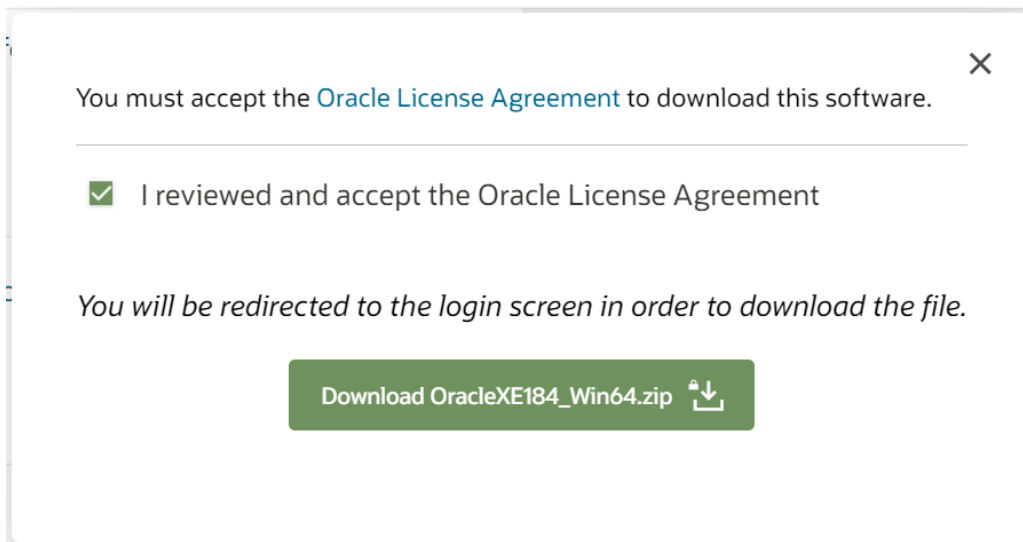 You must accept the Oracle License Agreement to download this software.
I reviewed and accept the Oracle License Agreement
You will be redirected to the login screen in order to download the file.
Download OracleXE184_Win64.zip